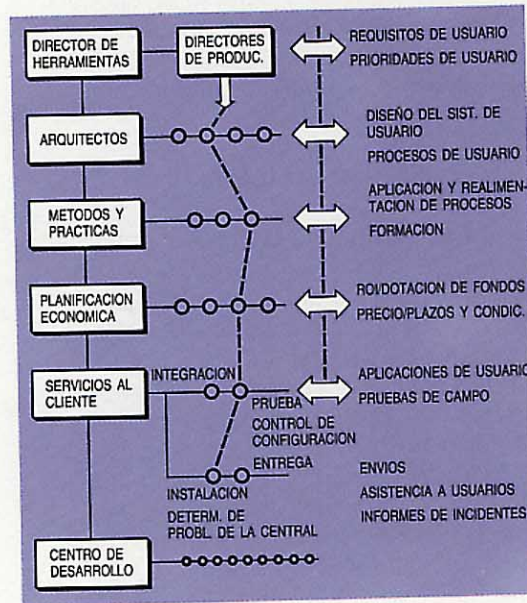 DIRECTOR DE
HERRAMIENTAS
DIRECTORES
DE PRODUC.
REQUISITOS DE USUARIO
PRIORIDADES DE USUARIO
ARQUITECTOS
DISEÑO DEL SIST. DE
USUARIO
PROCESOS DE USUARIO
METODOS Y
PRACTICAS
APLICACION Y REALIMEN-
TACION DE PROCESOS
FORMACION
PLANIFICACION
ECONOMICA
ROI/DOTACION DE FONDOS
PRECIO/PLAZOS Y CONDIC.
SERVICIOS AL
CLIENTE
INTEGRACION
PRUEBA
CONTROL DE
CONFIGURACION
ENTREGA
APLICACIONES DE USUARIO
PRUEBAS DE CAMPO
INSTALACION
DETERM. DE
PROBL. DE LA CENTRAL
ENVIOS
ASISTENCIA A USUARIOS
INFORMES DE INCIDENTES
CENTRO DE
DESARROLLO